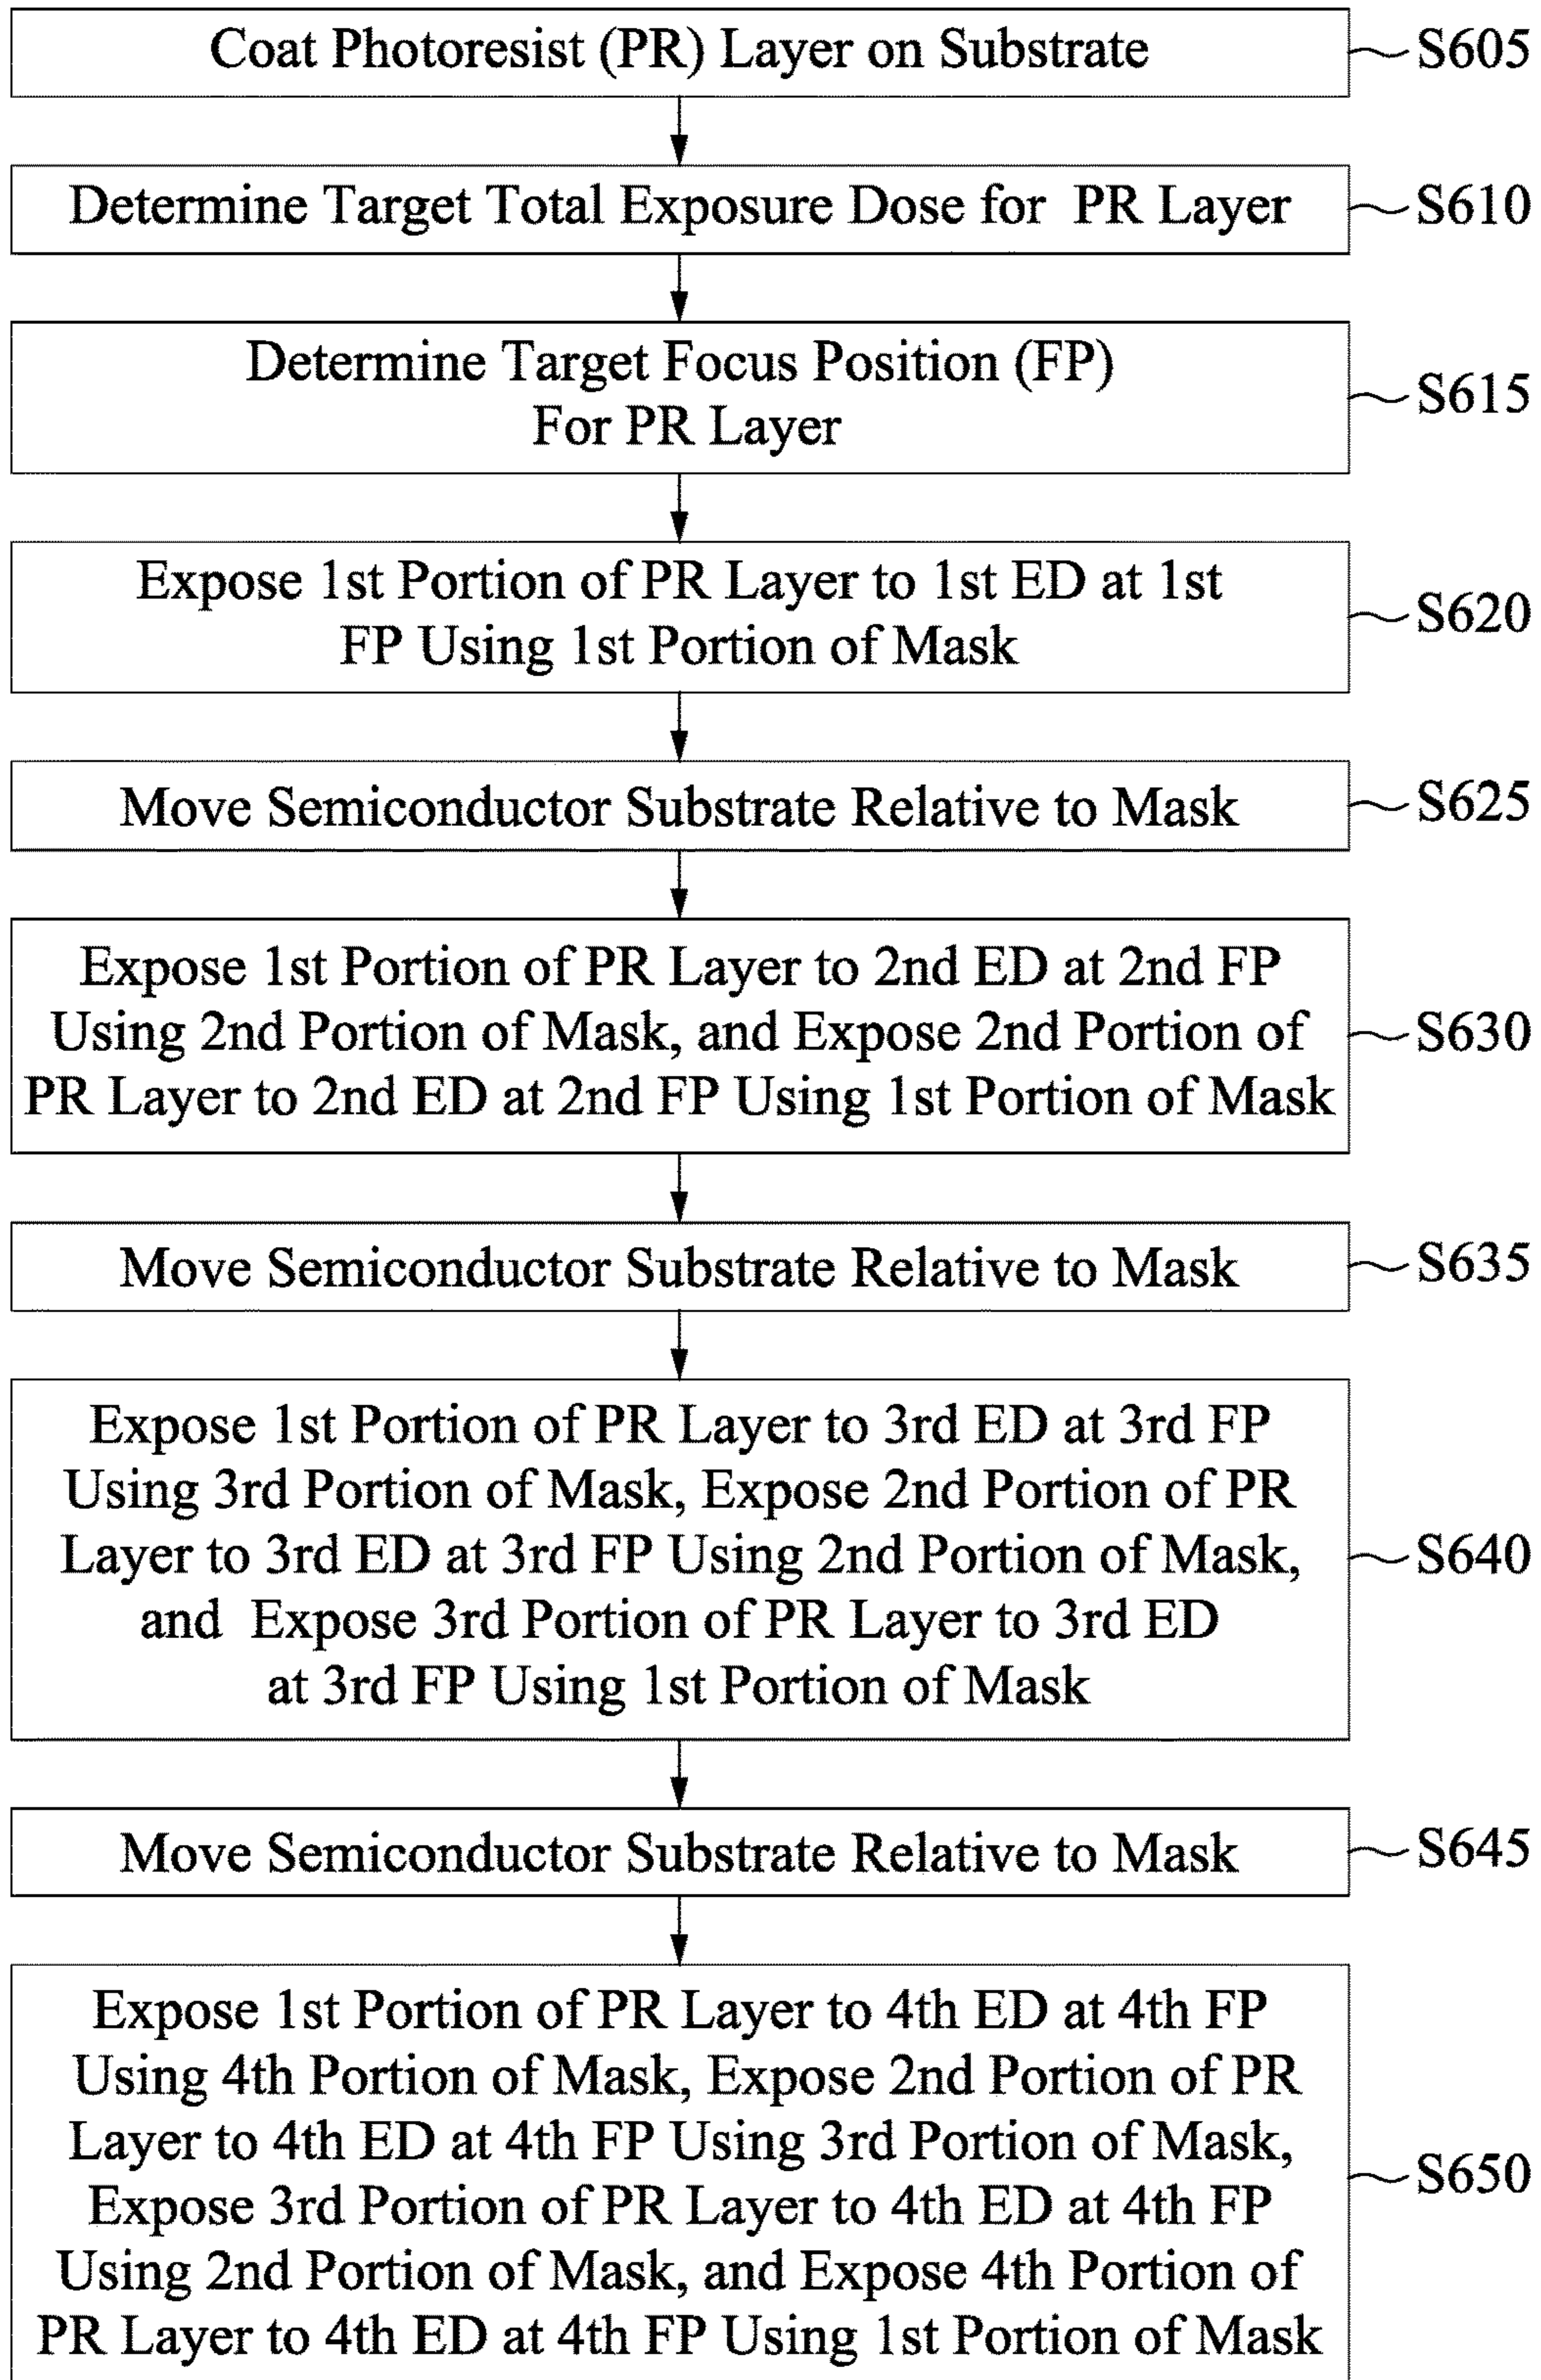 Coat Photoresist (PR) Layer on Substrate
S605
Determine Target Total Exposure Dose for PR Layer
S610
Determine Target Focus Position (FP)
For PR Layer
S615
Expose 1st Portion of PR Layer to 1st ED at 1st
FP Using 1st Portion of Mask
S620
Move Semiconductor Substrate Relative to Mask
S625
Expose 1st Portion of PR Layer to 2nd ED at 2nd FP
Using 2nd Portion of Mask, and Expose 2nd Portion of
PR Layer to 2nd ED at 2nd FP Using 1st Portion of Mask
S630
Move Semiconductor Substrate Relative to Mask
S635
Expose 1st Portion of PR Layer to 3rd ED at 3rd FP
Using 3rd Portion of Mask, Expose 2nd Portion of PR
Layer to 3rd ED at 3rd FP Using 2nd Portion of Mask,
and Expose 3rd Portion of PR Layer to 3rd ED
at 3rd FP Using 1st Portion of Mask
S640
Move Semiconductor Substrate Relative to Mask
S645
Expose 1st Portion of PR Layer to 4th ED at 4th FP
Using 4th Portion of Mask, Expose 2nd Portion of PR
Layer to 4th ED at 4th FP Using 3rd Portion of Mask,
Expose 3rd Portion of PR Layer to 4th ED at 4th FP
Using 2nd Portion of Mask, and Expose 4th Portion of
PR Layer to 4th ED at 4th FP Using 1st Portion of Mask
S650